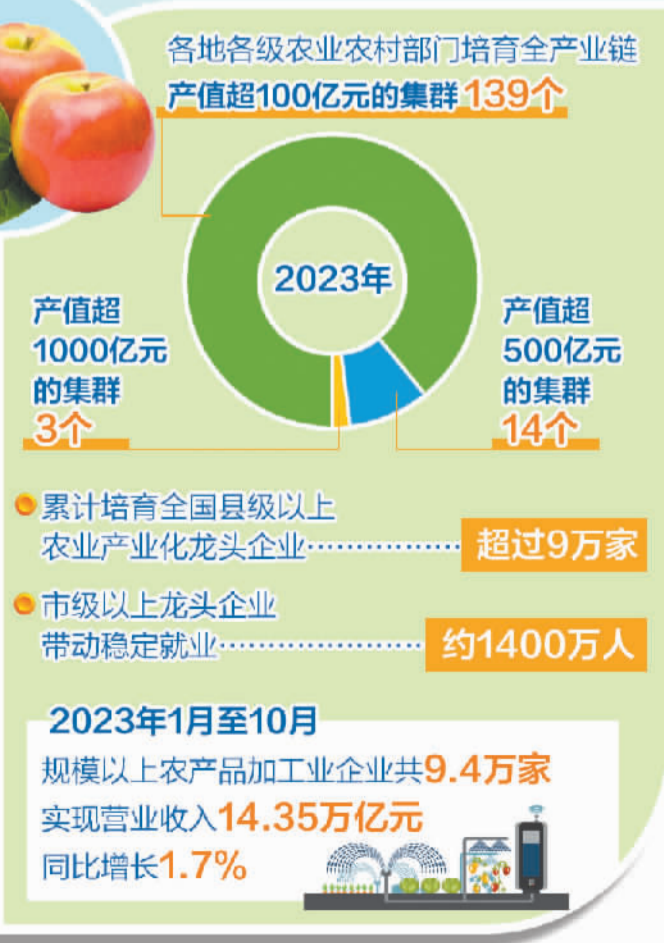 各地各级农业农村部门培育全产业链
产值超100亿元的集群139个
2023年
产值超
1000亿元
的集群
3个
产值超
500亿元
的集群
14个
累计培育全国县级以上
农业产业化龙头企业……………超过9万家
市级以上龙头企业
带动稳定就业…………………约1400万人
2023年1月至10月
规模以上农产品加工业企业共9.4万家
实现营业收入14.35万亿元
同比增长1.7%